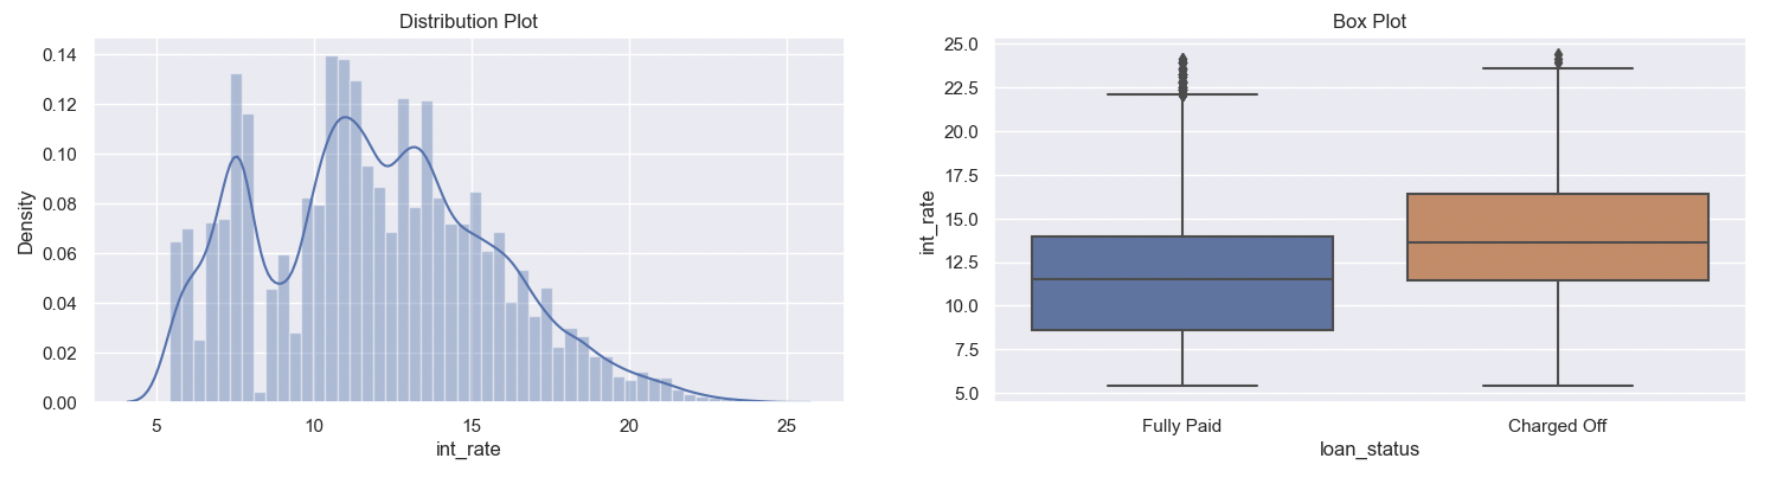 Distribution Plot
0.14
0.12
0.10
0.08
0.06
0.04
0.02
0.00
Density
5 10 15 20 25
int_rate
Box Plot
25.0
22.5
20.0
17.5
15.0
12.5
10.0
7.5
5.0
int_rate
Fully Paid Charged Off
loan_status